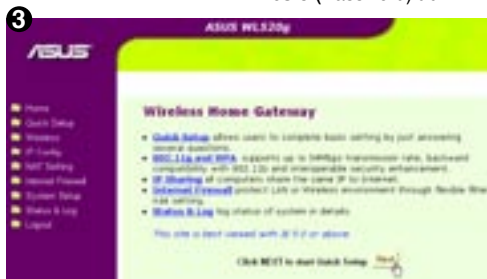 3
ASUS WL520g
ASUS
Home
Quick Setup
Wireless
IP Config
NAT Setting
Internet Firewall
System Setup
Status & Log
Logout
Wireless Home Gateway
• Quick Setup allows users to complete basic setting by just answering
several questions.
• 802.11g and WPA supports up to 54Mbps transmission rate, backward
compatibility with 802.11b and interoperable security enhancement.
• IP Sharing all computers share the same IP to Internet.
• Internet Firewall protect LAN or Wireless environment through flexible filter
rule setting.
• Status & Log log status of system in details.
This site is best viewed with IE 5.0 or above
Click NEXT to start Quick Setup Next